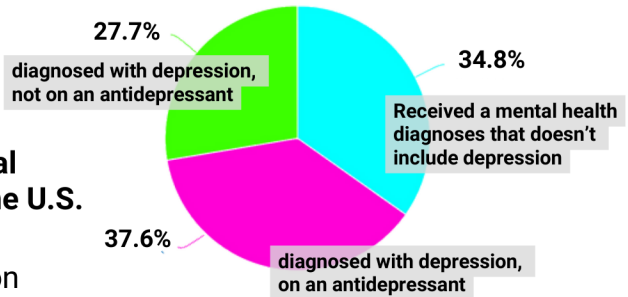 27.7%
diagnosed with depression,
not on an antidepressant
34.8%
Received a mental health
diagnoses that doesn't
include depression
al
e U.S.
37.6%
on
diagnosed with depression,
on an antidepressant